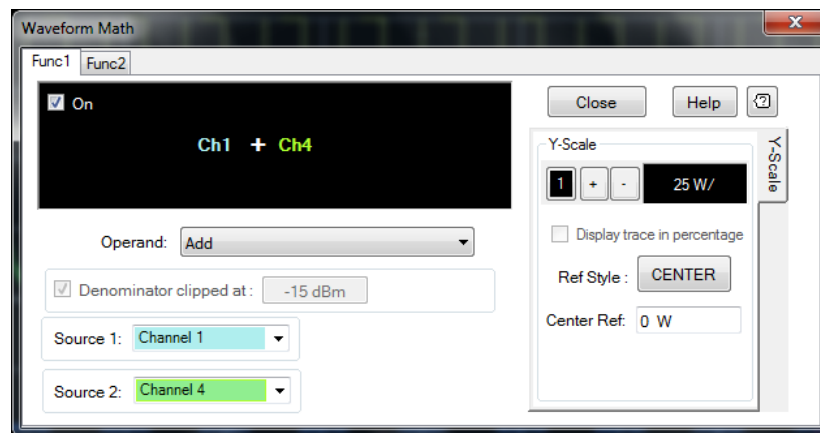 Waveform Math
x
Func1 Func2
On
Ch1 + Ch4
Operand: Add
Denominator clipped at : -15 dBm
Source 1: Channel 1
Source 2: Channel 4
Close Help ?
Y-Scale
1 + - 25 W/
Display trace in percentage
Ref Style : CENTER
Center Ref: 0 W
Y-Scale